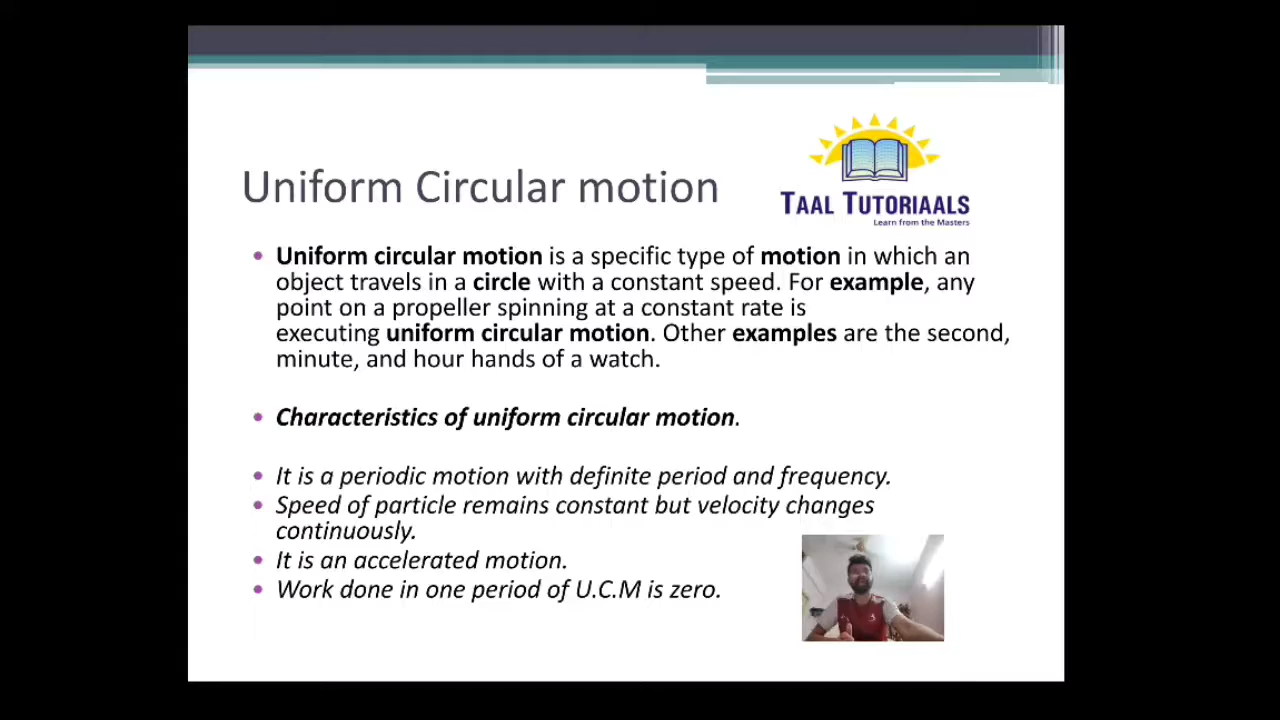 Uniform Circular motion
TAAL TUTORIAALS
Learn from the Masters
• Uniform circular motion is a specific type of motion in which an
object travels in a circle with a constant speed. For example, any
point on a propeller spinning at a constant rate is
executing uniform circular motion. Other examples are the second,
minute, and hour hands of a watch.
• Characteristics of uniform circular motion.
• It is a periodic motion with definite period and frequency.
• Speed of particle remains constant but velocity changes
continuously.
• It is an accelerated motion.
• Work done in one period of U.C.M is zero.